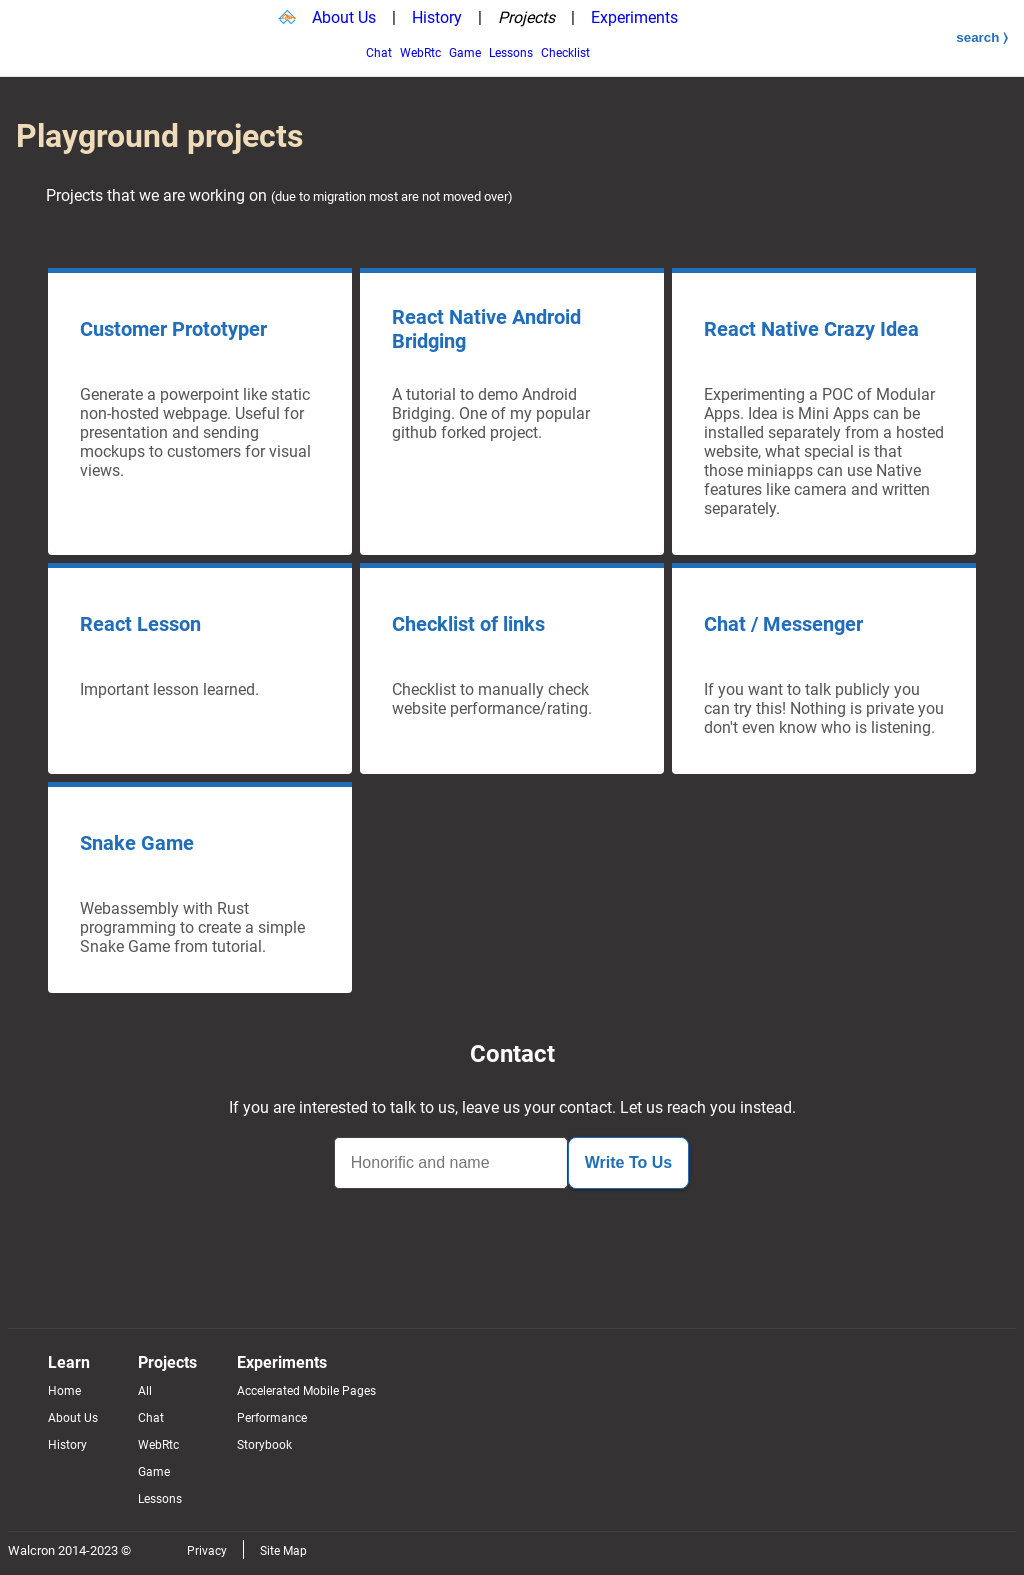 About Us | History | Projects | Experiments
search ⟩
Chat WebRtc Game Lessons Checklist
Playground projects
Projects that we are working on (due to migration most are not moved over)
Customer Prototyper
Generate a powerpoint like static
non-hosted webpage. Useful for
presentation and sending
mockups to customers for visual
views.
React Native Android
Bridging
A tutorial to demo Android
Bridging. One of my popular
github forked project.
React Native Crazy Idea
Experimenting a POC of Modular
Apps. Idea is Mini Apps can be
installed separately from a hosted
website, what special is that
those miniapps can use Native
features like camera and written
separately.
React Lesson
Important lesson learned.
Checklist of links
Checklist to manually check
website performance/rating.
Chat / Messenger
If you want to talk publicly you
can try this! Nothing is private you
don't even know who is listening.
Snake Game
Webassembly with Rust
programming to create a simple
Snake Game from tutorial.
Contact
If you are interested to talk to us, leave us your contact. Let us reach you instead.
Honorific and name
Write To Us
Learn
Home
About Us
History
Projects
All
Chat
WebRtc
Game
Lessons
Experiments
Accelerated Mobile Pages
Performance
Storybook
Walcron 2014-2023 ©
Privacy
Site Map